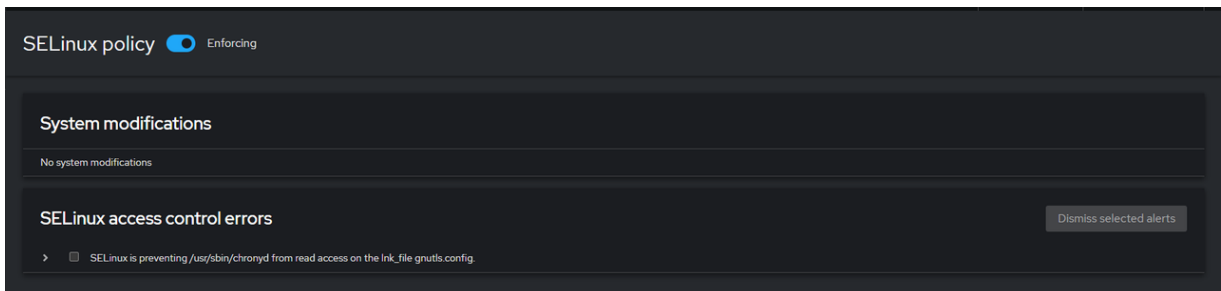 SELinux policy Enforcing
System modifications
No system modifications
SELinux access control errors Dismiss selected alerts
SELinux is preventing /usr/sbin/chronyd from read access on the lnk_file gnutls.config.